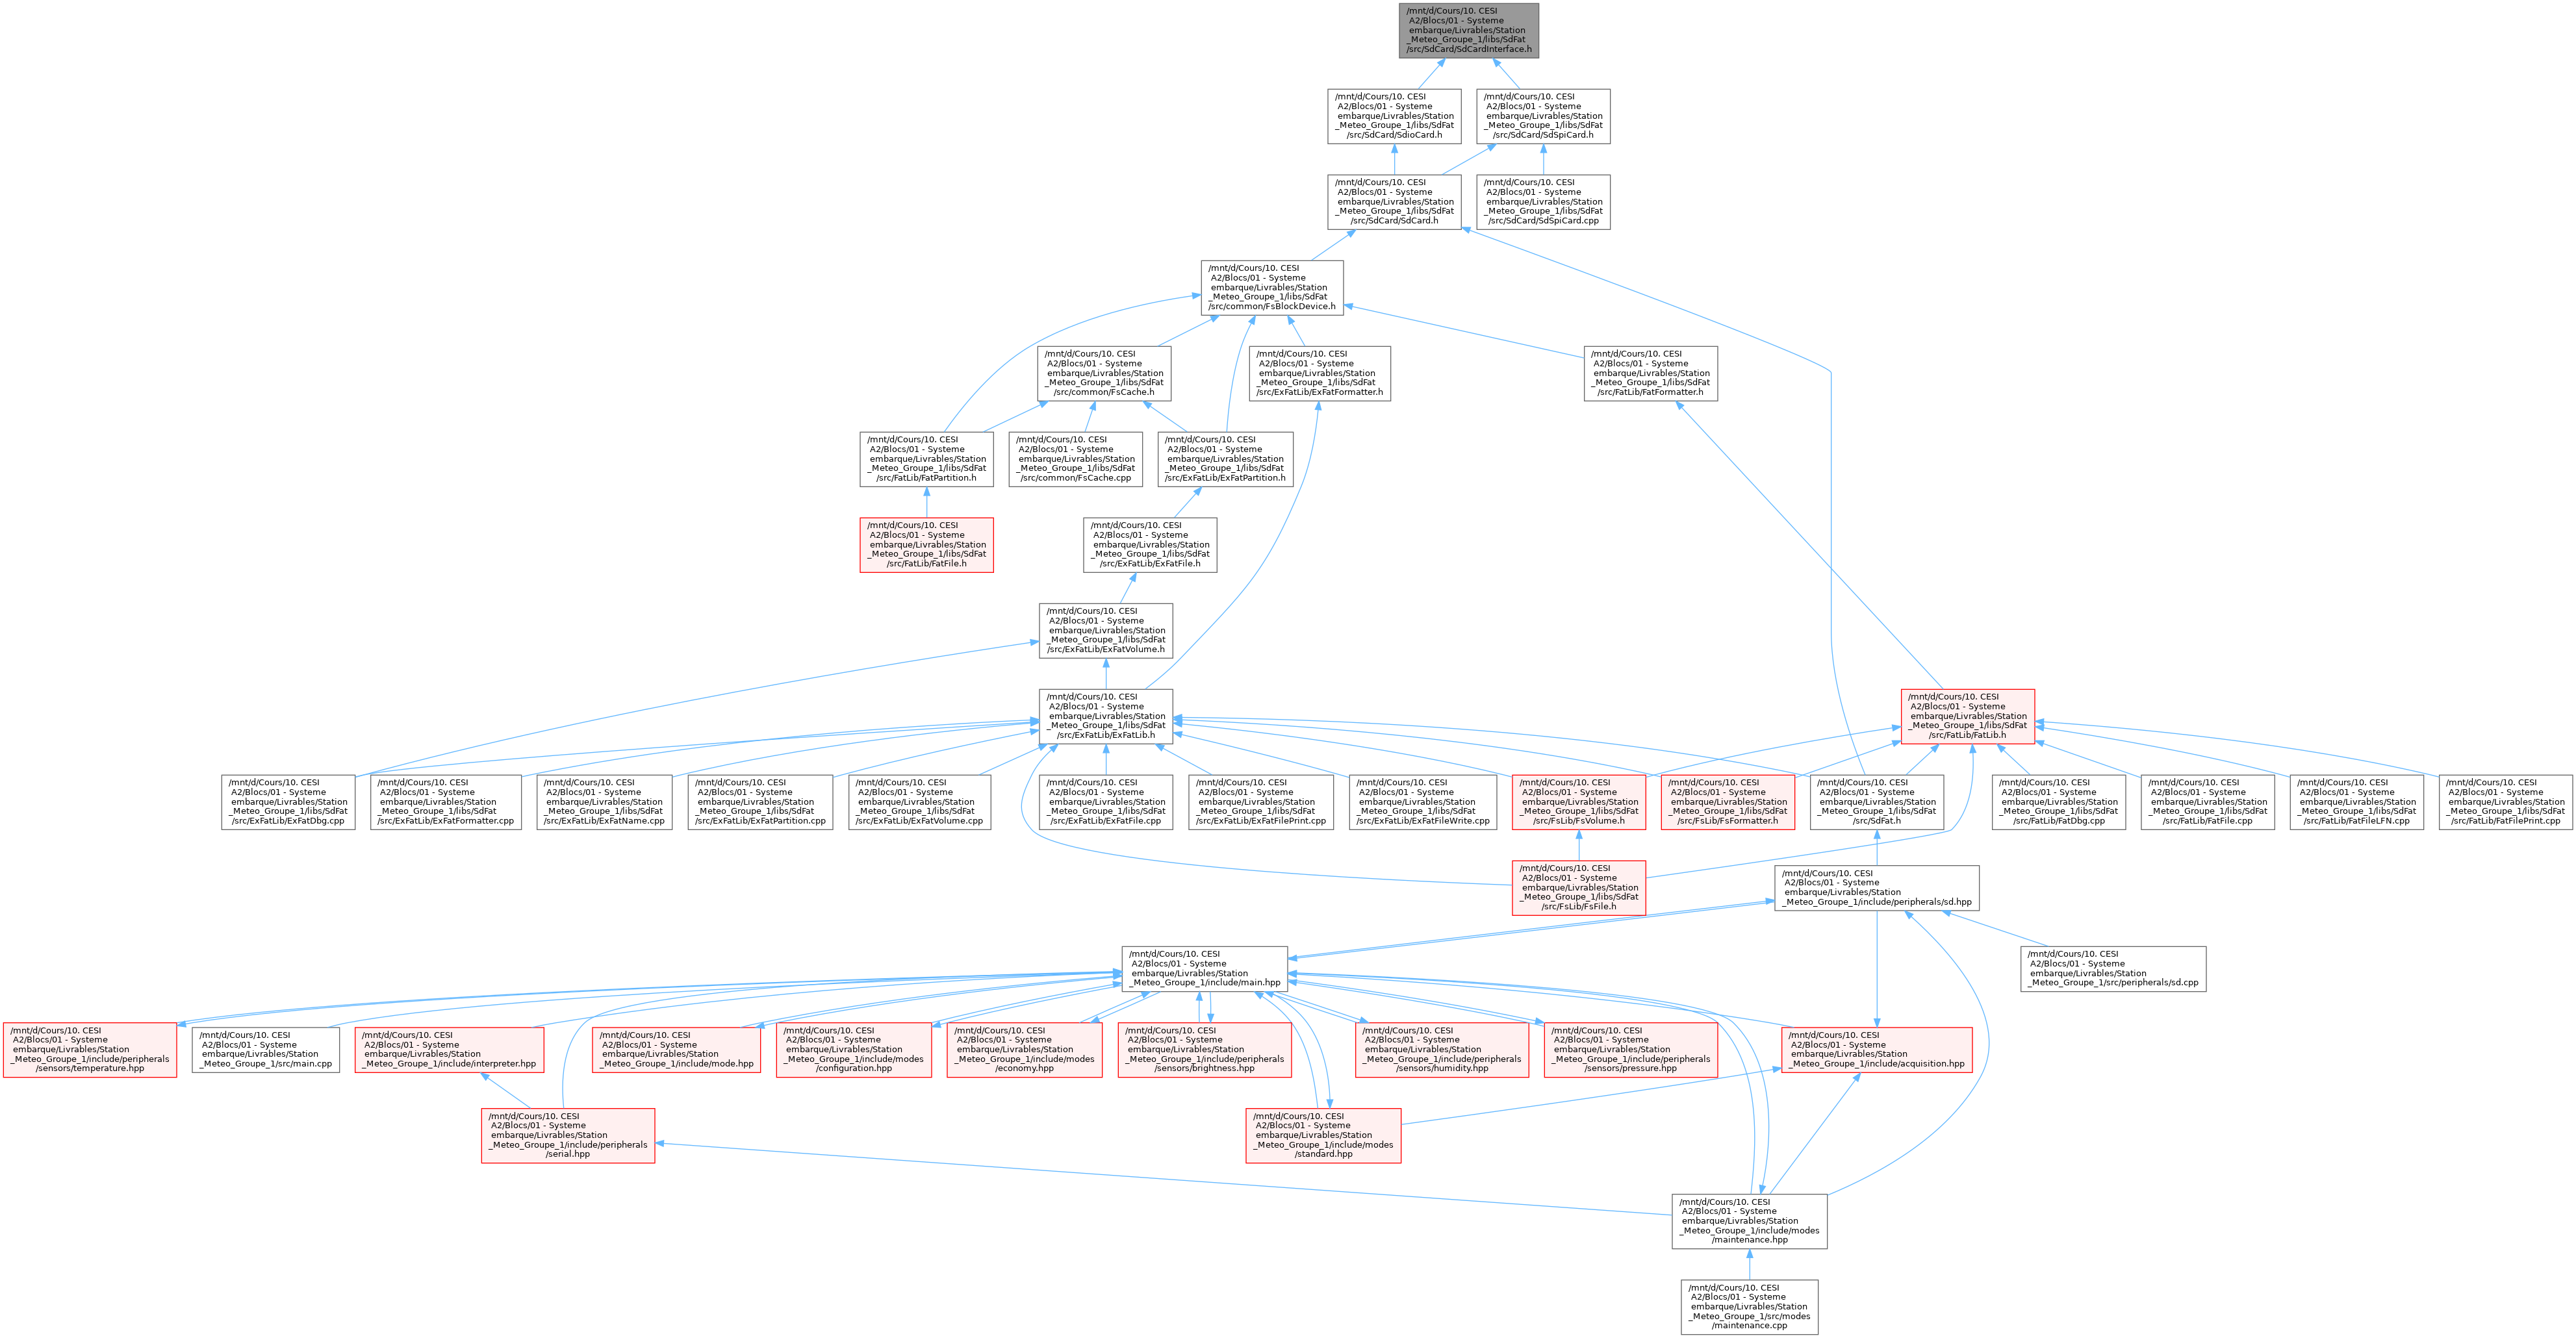 /mnt/d/Cours/10. CESI
A2/Blocs/01 - Systeme
embarque/Livrables/Station
_Meteo_Groupe_1/libs/SdFat
/src/SdCard/SdCardInterface.h
/mnt/d/Cours/10. CESI
A2/Blocs/01 - Systeme
embarque/Livrables/Station
_Meteo_Groupe_1/libs/SdFat
/src/SdCard/SdioCard.h
/mnt/d/Cours/10. CESI
A2/Blocs/01 - Systeme
embarque/Livrables/Station
_Meteo_Groupe_1/libs/SdFat
/src/SdCard/SdSpiCard.h
/mnt/d/Cours/10. CESI
A2/Blocs/01 - Systeme
embarque/Livrables/Station
_Meteo_Groupe_1/libs/SdFat
/src/SdCard/SdCard.h
/mnt/d/Cours/10. CESI
A2/Blocs/01 - Systeme
embarque/Livrables/Station
_Meteo_Groupe_1/libs/SdFat
/src/SdCard/SdSpiCard.cpp
/mnt/d/Cours/10. CESI
A2/Blocs/01 - Systeme
embarque/Livrables/Station
_Meteo_Groupe_1/libs/SdFat
/src/common/FsBlockDevice.h
/mnt/d/Cours/10. CESI
A2/Blocs/01 - Systeme
embarque/Livrables/Station
_Meteo_Groupe_1/libs/SdFat
/src/common/FsCache.h
/mnt/d/Cours/10. CESI
A2/Blocs/01 - Systeme
embarque/Livrables/Station
_Meteo_Groupe_1/libs/SdFat
/src/ExFatLib/ExFatFormatter.h
/mnt/d/Cours/10. CESI
A2/Blocs/01 - Systeme
embarque/Livrables/Station
_Meteo_Groupe_1/libs/SdFat
/src/FatLib/FatFormatter.h
/mnt/d/Cours/10. CESI
A2/Blocs/01 - Systeme
embarque/Livrables/Station
_Meteo_Groupe_1/libs/SdFat
/src/FatLib/FatPartition.h
/mnt/d/Cours/10. CESI
A2/Blocs/01 - Systeme
embarque/Livrables/Station
_Meteo_Groupe_1/libs/SdFat
/src/common/FsCache.cpp
/mnt/d/Cours/10. CESI
A2/Blocs/01 - Systeme
embarque/Livrables/Station
_Meteo_Groupe_1/libs/SdFat
/src/ExFatLib/ExFatPartition.h
/mnt/d/Cours/10. CESI
A2/Blocs/01 - Systeme
embarque/Livrables/Station
_Meteo_Groupe_1/libs/SdFat
/src/FatLib/FatFile.h
/mnt/d/Cours/10. CESI
A2/Blocs/01 - Systeme
embarque/Livrables/Station
_Meteo_Groupe_1/libs/SdFat
/src/ExFatLib/ExFatFile.h
/mnt/d/Cours/10. CESI
A2/Blocs/01 - Systeme
embarque/Livrables/Station
_Meteo_Groupe_1/libs/SdFat
/src/ExFatLib/ExFatVolume.h
/mnt/d/Cours/10. CESI
A2/Blocs/01 - Systeme
embarque/Livrables/Station
_Meteo_Groupe_1/libs/SdFat
/src/ExFatLib/ExFatLib.h
/mnt/d/Cours/10. CESI
A2/Blocs/01 - Systeme
embarque/Livrables/Station
_Meteo_Groupe_1/libs/SdFat
/src/FatLib/FatLib.h
/mnt/d/Cours/10. CESI
A2/Blocs/01 - Systeme
embarque/Livrables/Station
_Meteo_Groupe_1/libs/SdFat
/src/ExFatLib/ExFatDbg.cpp
/mnt/d/Cours/10. CESI
A2/Blocs/01 - Systeme
embarque/Livrables/Station
_Meteo_Groupe_1/libs/SdFat
/src/ExFatLib/ExFatFormatter.cpp
/mnt/d/Cours/10. CESI
A2/Blocs/01 - Systeme
embarque/Livrables/Station
_Meteo_Groupe_1/libs/SdFat
/src/ExFatLib/ExFatName.cpp
/mnt/d/Cours/10. CESI
A2/Blocs/01 - Systeme
embarque/Livrables/Station
_Meteo_Groupe_1/libs/SdFat
/src/ExFatLib/ExFatPartition.cpp
/mnt/d/Cours/10. CESI
A2/Blocs/01 - Systeme
embarque/Livrables/Station
_Meteo_Groupe_1/libs/SdFat
/src/ExFatLib/ExFatVolume.cpp
/mnt/d/Cours/10. CESI
A2/Blocs/01 - Systeme
embarque/Livrables/Station
_Meteo_Groupe_1/libs/SdFat
/src/ExFatLib/ExFatFile.cpp
/mnt/d/Cours/10. CESI
A2/Blocs/01 - Systeme
embarque/Livrables/Station
_Meteo_Groupe_1/libs/SdFat
/src/ExFatLib/ExFatFilePrint.cpp
/mnt/d/Cours/10. CESI
A2/Blocs/01 - Systeme
embarque/Livrables/Station
_Meteo_Groupe_1/libs/SdFat
/src/ExFatLib/ExFatFileWrite.cpp
/mnt/d/Cours/10. CESI
A2/Blocs/01 - Systeme
embarque/Livrables/Station
_Meteo_Groupe_1/libs/SdFat
/src/FsLib/FsVolume.h
/mnt/d/Cours/10. CESI
A2/Blocs/01 - Systeme
embarque/Livrables/Station
_Meteo_Groupe_1/libs/SdFat
/src/FsLib/FsFormatter.h
/mnt/d/Cours/10. CESI
A2/Blocs/01 - Systeme
embarque/Livrables/Station
_Meteo_Groupe_1/libs/SdFat
/src/SdFat.h
/mnt/d/Cours/10. CESI
A2/Blocs/01 - Systeme
embarque/Livrables/Station
_Meteo_Groupe_1/libs/SdFat
/src/FatLib/FatDbg.cpp
/mnt/d/Cours/10. CESI
A2/Blocs/01 - Systeme
embarque/Livrables/Station
_Meteo_Groupe_1/libs/SdFat
/src/FatLib/FatFile.cpp
/mnt/d/Cours/10. CESI
A2/Blocs/01 - Systeme
embarque/Livrables/Station
_Meteo_Groupe_1/libs/SdFat
/src/FatLib/FatFileLFN.cpp
/mnt/d/Cours/10. CESI
A2/Blocs/01 - Systeme
embarque/Livrables/Station
_Meteo_Groupe_1/libs/SdFat
/src/FatLib/FatFilePrint.cpp
/mnt/d/Cours/10. CESI
A2/Blocs/01 - Systeme
embarque/Livrables/Station
_Meteo_Groupe_1/libs/SdFat
/src/FsLib/FsFile.h
/mnt/d/Cours/10. CESI
A2/Blocs/01 - Systeme
embarque/Livrables/Station
_Meteo_Groupe_1/include/peripherals/sd.hpp
/mnt/d/Cours/10. CESI
A2/Blocs/01 - Systeme
embarque/Livrables/Station
_Meteo_Groupe_1/include/main.hpp
/mnt/d/Cours/10. CESI
A2/Blocs/01 - Systeme
embarque/Livrables/Station
_Meteo_Groupe_1/src/peripherals/sd.cpp
/mnt/d/Cours/10. CESI
A2/Blocs/01 - Systeme
embarque/Livrables/Station
_Meteo_Groupe_1/include/peripherals
/sensors/temperature.hpp
/mnt/d/Cours/10. CESI
A2/Blocs/01 - Systeme
embarque/Livrables/Station
_Meteo_Groupe_1/src/main.cpp
/mnt/d/Cours/10. CESI
A2/Blocs/01 - Systeme
embarque/Livrables/Station
_Meteo_Groupe_1/include/interpreter.hpp
/mnt/d/Cours/10. CESI
A2/Blocs/01 - Systeme
embarque/Livrables/Station
_Meteo_Groupe_1/include/mode.hpp
/mnt/d/Cours/10. CESI
A2/Blocs/01 - Systeme
embarque/Livrables/Station
_Meteo_Groupe_1/include/modes
/configuration.hpp
/mnt/d/Cours/10. CESI
A2/Blocs/01 - Systeme
embarque/Livrables/Station
_Meteo_Groupe_1/include/modes
/economy.hpp
/mnt/d/Cours/10. CESI
A2/Blocs/01 - Systeme
embarque/Livrables/Station
_Meteo_Groupe_1/include/peripherals
/sensors/brightness.hpp
/mnt/d/Cours/10. CESI
A2/Blocs/01 - Systeme
embarque/Livrables/Station
_Meteo_Groupe_1/include/peripherals
/sensors/humidity.hpp
/mnt/d/Cours/10. CESI
A2/Blocs/01 - Systeme
embarque/Livrables/Station
_Meteo_Groupe_1/include/peripherals
/sensors/pressure.hpp
/mnt/d/Cours/10. CESI
A2/Blocs/01 - Systeme
embarque/Livrables/Station
_Meteo_Groupe_1/include/acquisition.hpp
/mnt/d/Cours/10. CESI
A2/Blocs/01 - Systeme
embarque/Livrables/Station
_Meteo_Groupe_1/include/peripherals
/serial.hpp
/mnt/d/Cours/10. CESI
A2/Blocs/01 - Systeme
embarque/Livrables/Station
_Meteo_Groupe_1/include/modes
/standard.hpp
/mnt/d/Cours/10. CESI
A2/Blocs/01 - Systeme
embarque/Livrables/Station
_Meteo_Groupe_1/include/modes
/maintenance.hpp
/mnt/d/Cours/10. CESI
A2/Blocs/01 - Systeme
embarque/Livrables/Station
_Meteo_Groupe_1/src/modes
/maintenance.cpp